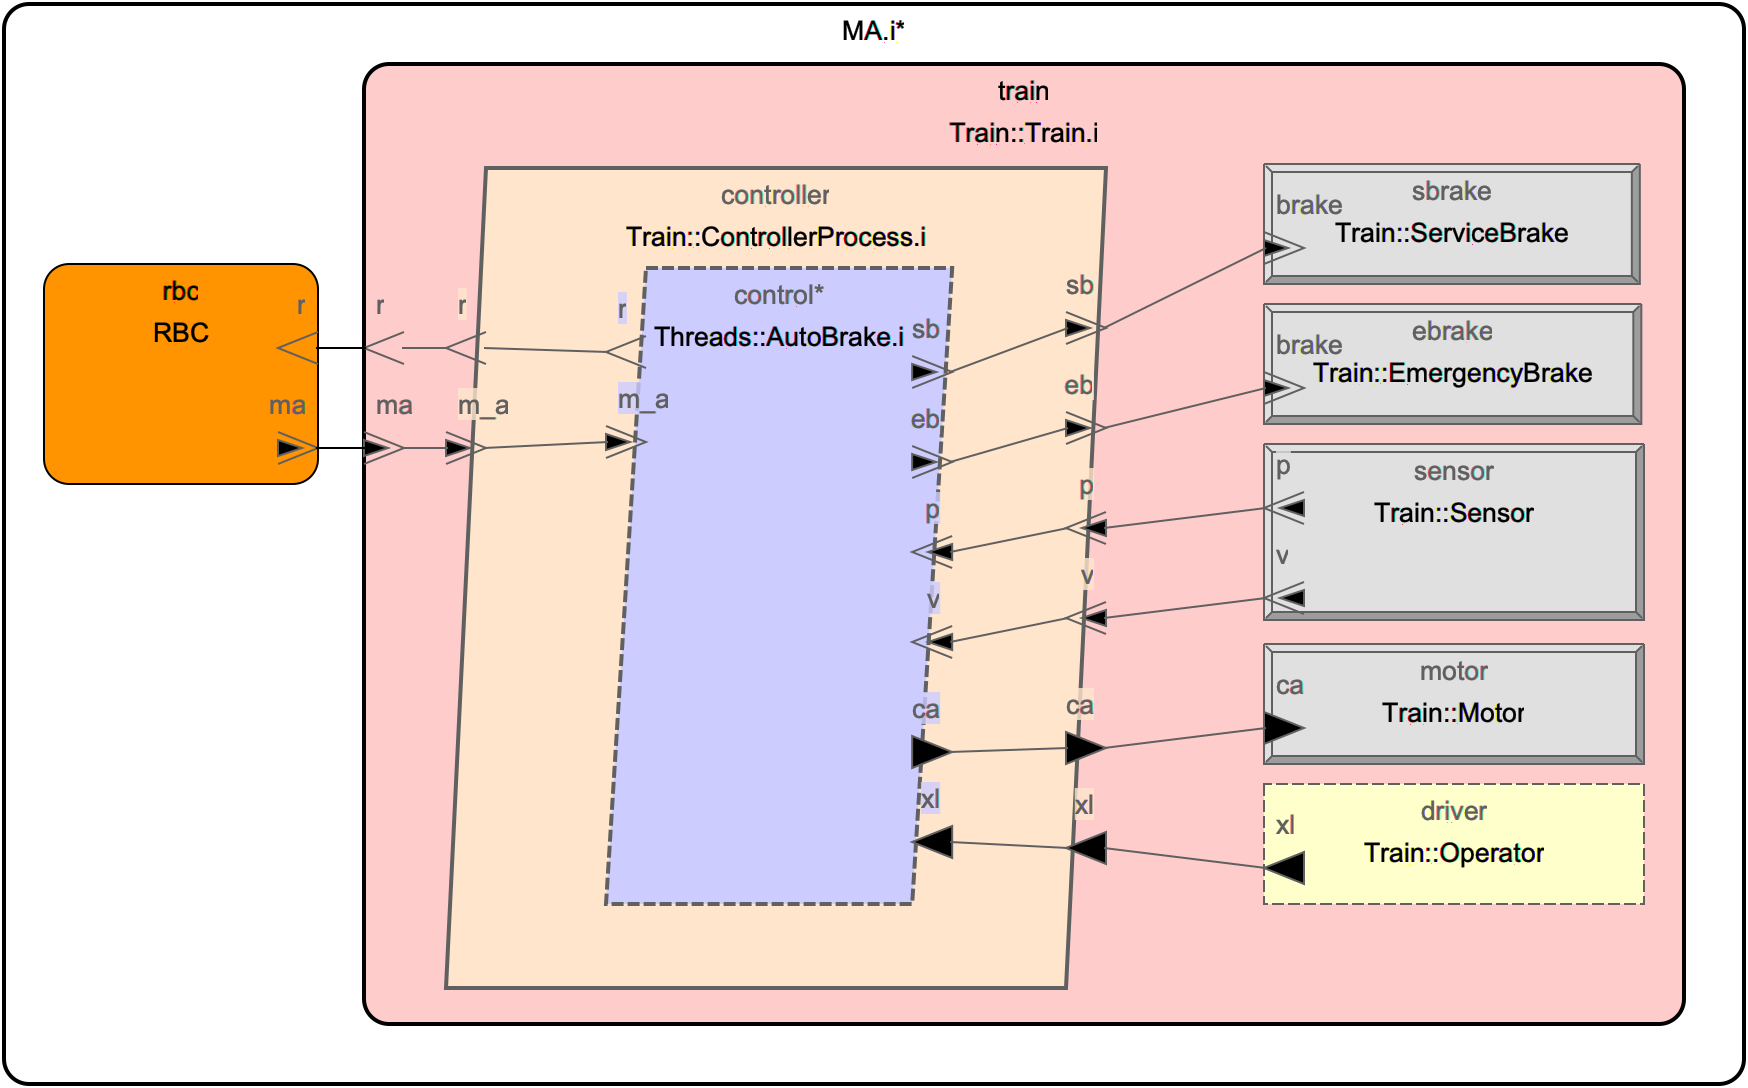 MA.i*
train
Train::Train.i
controller
Train::ControllerProcess.i
control*
Threads::AutoBrake.i
rbc
RBC
r
r
r
r
ma
ma
m_a
m_a
sb
sb
eb
eb
p
p
v
v
ca
ca
xl
xl
sbrake
brake
Train::ServiceBrake
ebrake
brake
Train::EmergencyBrake
sensor
p
Train::Sensor
v
motor
ca
Train::Motor
driver
xl
Train::Operator